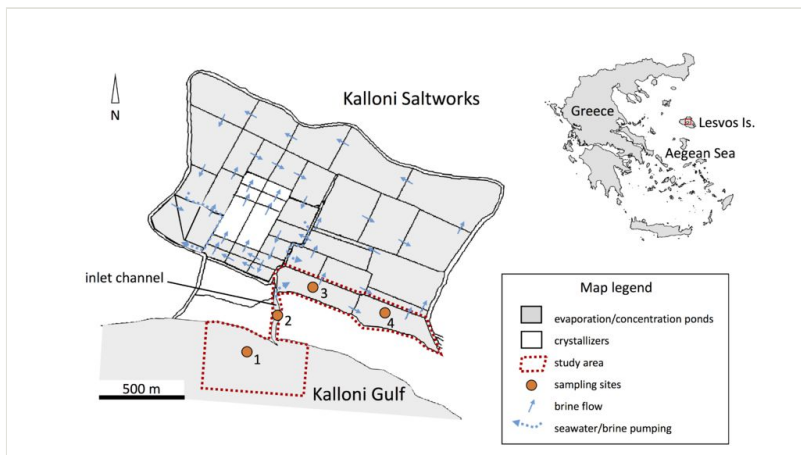 Kalloni Saltworks
N
Greece
Lesvos Is.
Aegean Sea
inlet channel
3
2
4
1
500 m
Kalloni Gulf
Map legend
evaporation/concentration ponds
crystallizers
study area
sampling sites
brine flow
seawater/brine pumping